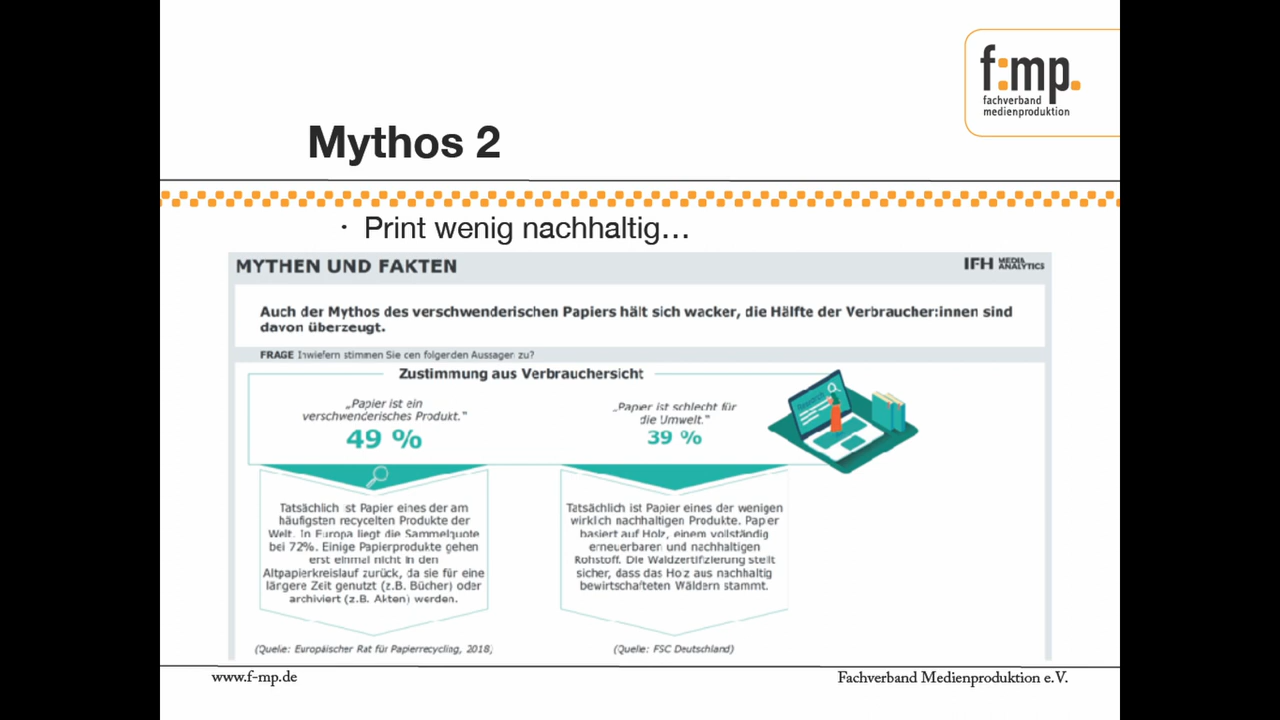 f:mp.
fachverband
medienproduktion
Mythos 2
· Print wenig nachhaltig…
MYTHEN UND FAKTEN
IFH MEDIA ANALYTICS
Auch der Mythos des verschwenderischen Papiers hält sich wacker, die Hälfte der Verbraucher:innen sind
davon überzeugt.
FRAGE Inwiefern stimmen Sie den folgenden Aussagen zu?
Zustimmung aus Verbrauchersicht
„Papier ist ein
verschwenderisches Produkt."
49 %
„Papier ist schlecht für
die Umwelt."
39 %
Tatsächlich ist Papier eines der am
häufigsten recycelten Produkte der
Welt. In Europa liegt die Sammelquote
bei 72%. Einige Papierprodukte gehen
erst einmal nicht in den
Altpapierkreislauf zurück, da sie für eine
längere Zeit genutzt (z.B. Bücher) oder
archiviert (z.B. Akten) werden.
(Quelle: Europäischer Rat für Papierrecycling, 2018)
Tatsächlich ist Papier eines der wenigen
wirklich nachhaltigen Produkte. Papier
basiert auf Holz, einem vollständig
erneuerbaren und nachhaltigen
Rohstoff. Die Waldzertifizierung stellt
sicher, dass das Holz aus nachhaltig
bewirtschafteten Wäldern stammt.
(Quelle: FSC Deutschland)
www.f-mp.de
Fachverband Medienproduktion e.V.